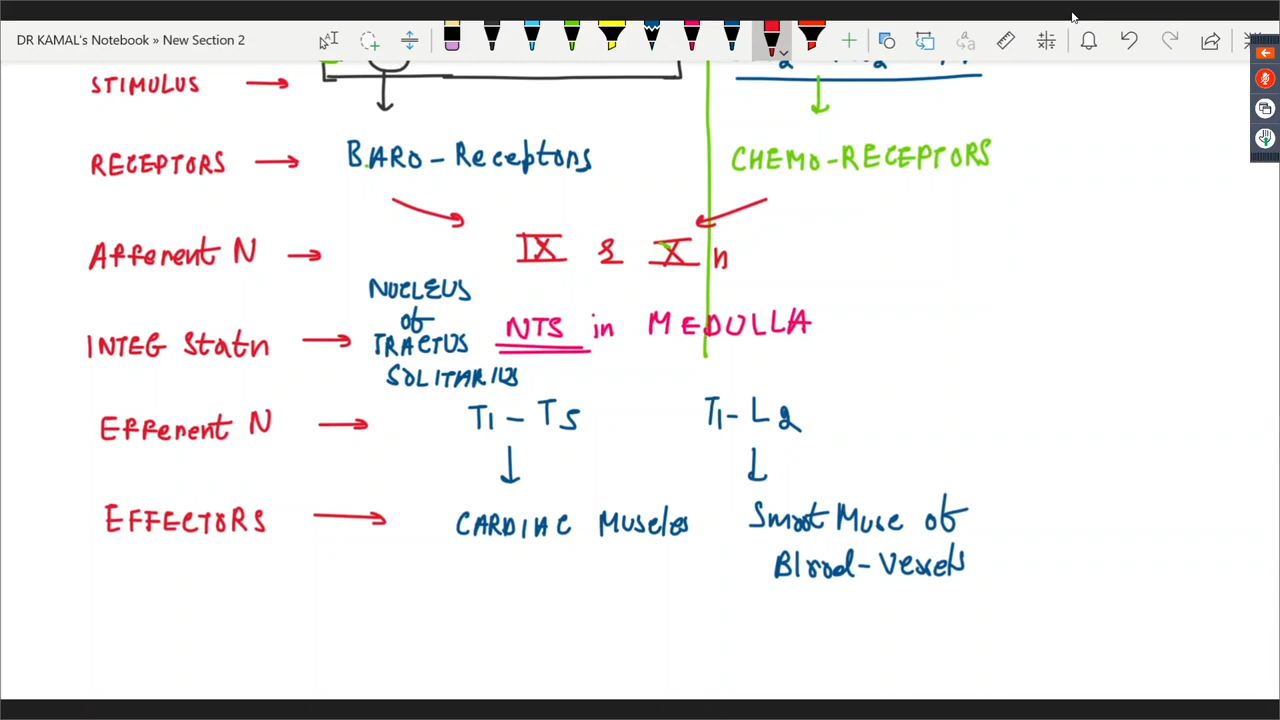 DR KAMAL's Notebook » New Section 2
STIMULUS →
RECEPTORS → BARO-Receptors CHEMO-RECEPTORS
Afferent N → IX & X n
NUCLEUS
of
INTEG Statn → TRACTUS NTS in MEDULLA
SOLITARIUS
Efferent N → T1 - T5 T1 - L2
EFFECTORS → CARDIAC Muscles Smoot Musc of
Blood-Vessels